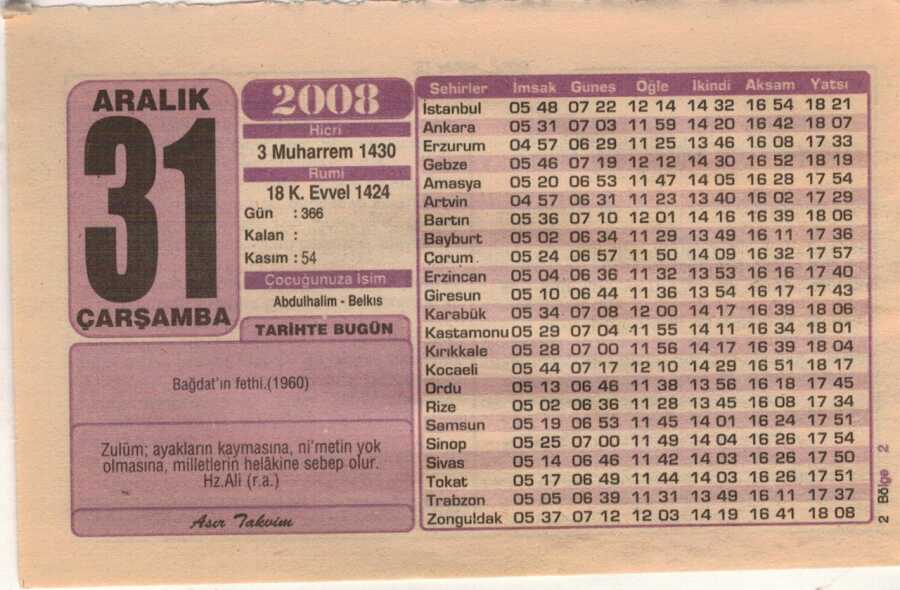 ARALIK
31
ÇARŞAMBA
2008
Hicri
3 Muharrem 1430
Rumi
18 K. Evvel 1424
Gün : 366
Kalan :
Kasım : 54
Çocuğunuza İsim
Abdulhalim - Belkıs
TARİHTE BUGÜN
Bağdat'ın fethi.(1960)
Zulüm; ayakların kaymasına, ni'metin yok
olmasına, milletlerin helâkine sebep olur.
Hz.Ali (r.a.)
Asır Takvim
Sehirler İmsak Guneş Öğle İkindi Aksam Yatsı
İstanbul 05 48 07 22 12 14 14 32 16 54 18 21
Ankara 05 31 07 03 11 59 14 20 16 42 18 07
Erzurum 04 57 06 29 11 25 13 46 16 08 17 33
Gebze 05 46 07 19 12 12 14 30 16 52 18 19
Amasya 05 20 06 53 11 47 14 05 16 28 17 54
Artvin 04 57 06 31 11 23 13 40 16 02 17 29
Bartın 05 36 07 10 12 01 14 16 16 39 18 06
Bayburt 05 02 06 34 11 29 13 49 16 11 17 36
Çorum 05 24 06 57 11 50 14 09 16 32 17 57
Erzincan 05 04 06 36 11 32 13 53 16 16 17 40
Giresun 05 10 06 44 11 36 13 54 16 17 17 43
Karabük 05 34 07 08 12 00 14 17 16 39 18 06
Kastamonu 05 29 07 04 11 55 14 11 16 34 18 01
Kırıkkale 05 28 07 00 11 56 14 17 16 39 18 04
Kocaeli 05 44 07 17 12 10 14 29 16 51 18 17
Ordu 05 13 06 46 11 38 13 56 16 18 17 45
Rize 05 02 06 36 11 28 13 45 16 08 17 34
Samsun 05 19 06 53 11 45 14 01 16 24 17 51
Sinop 05 25 07 00 11 49 14 04 16 26 17 54
Sivas 05 14 06 46 11 42 14 03 16 26 17 50
Tokat 05 17 06 49 11 44 14 03 16 26 17 51
Trabzon 05 05 06 39 11 31 13 49 16 11 17 37
Zonguldak 05 37 07 12 12 03 14 19 16 41 18 08
2 Bölge 2